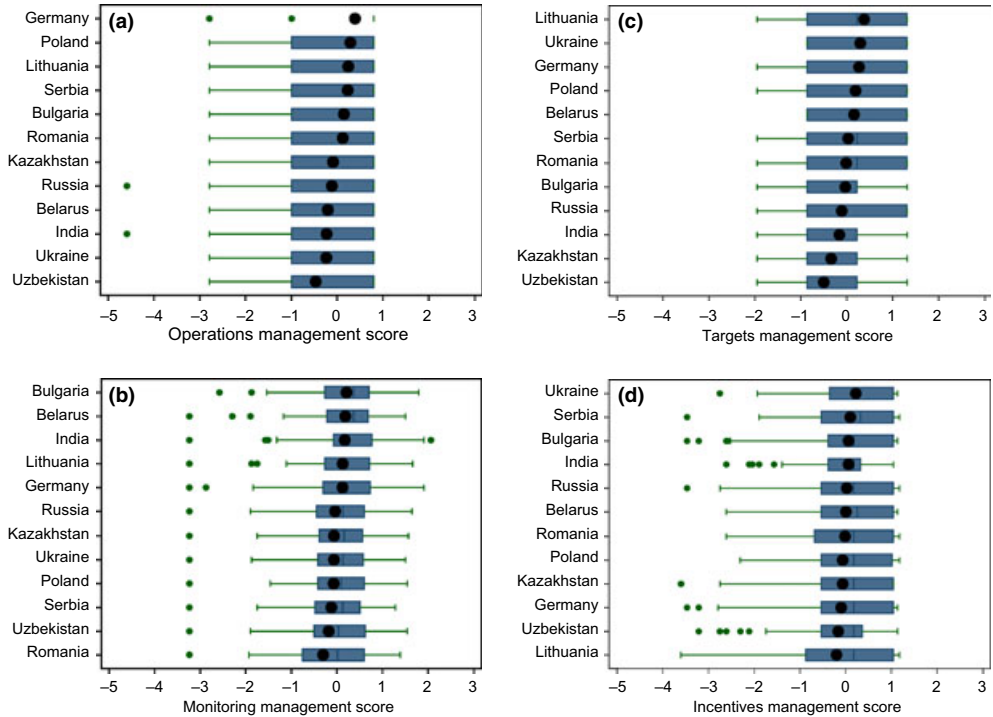 (a)
Germany
Poland
Lithuania
Serbia
Bulgaria
Romania
Kazakhstan
Russia
Belarus
India
Ukraine
Uzbekistan
–5 –4 –3 –2 –1 0 1 2 3
Operations management score
(c)
Lithuania
Ukraine
Germany
Poland
Belarus
Serbia
Romania
Bulgaria
Russia
India
Kazakhstan
Uzbekistan
–5 –4 –3 –2 –1 0 1 2 3
Targets management score
(b)
Bulgaria
Belarus
India
Lithuania
Germany
Russia
Kazakhstan
Ukraine
Poland
Serbia
Uzbekistan
Romania
–5 –4 –3 –2 –1 0 1 2 3
Monitoring management score
(d)
Ukraine
Serbia
Bulgaria
India
Russia
Belarus
Romania
Poland
Kazakhstan
Germany
Uzbekistan
Lithuania
–5 –4 –3 –2 –1 0 1 2 3
Incentives management score